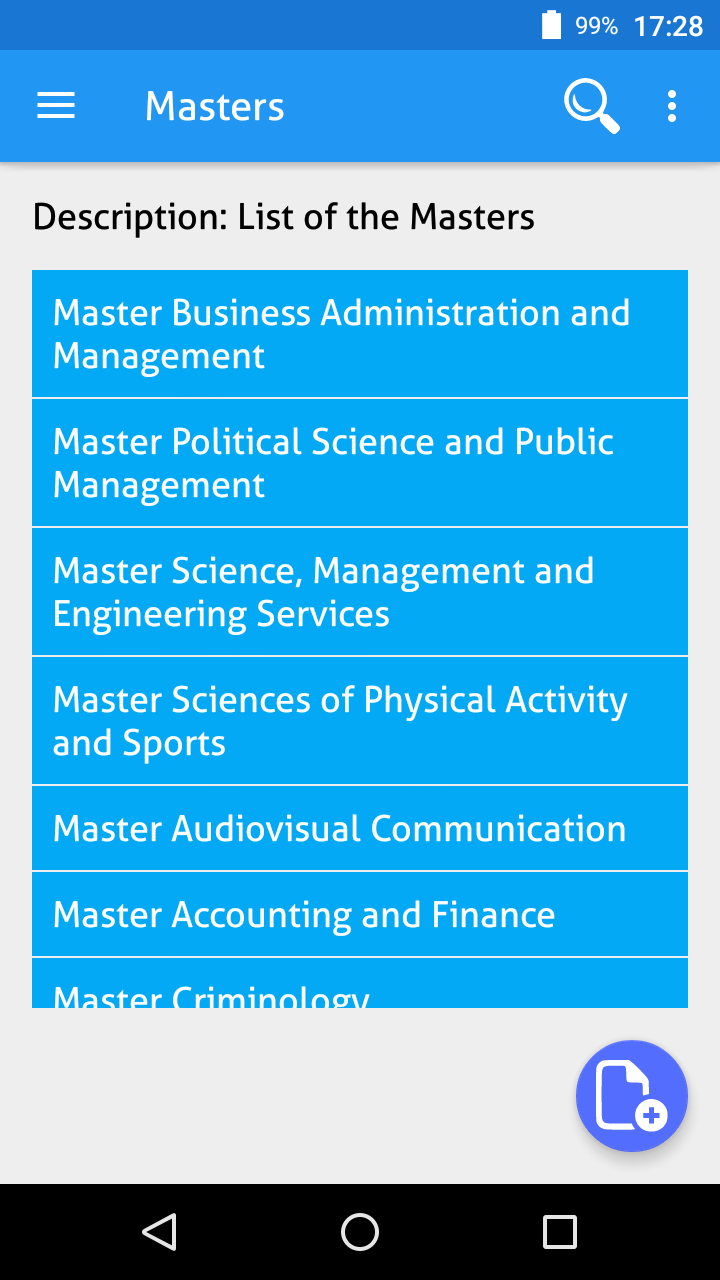 99% 17:28
Masters
Description: List of the Masters
Master Business Administration and
Management
Master Political Science and Public
Management
Master Science, Management and
Engineering Services
Master Sciences of Physical Activity
and Sports
Master Audiovisual Communication
Master Accounting and Finance
Master Criminology